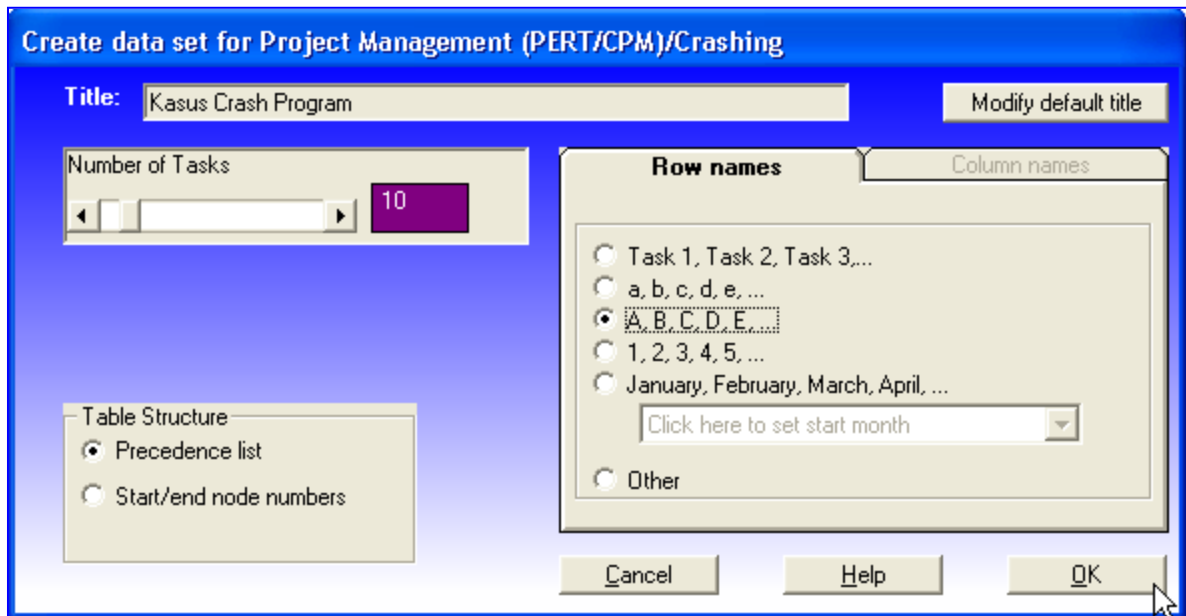 Create data set for Project Management (PERT/CPM)/Crashing
Title: Kasus Crash Program
Modify default title
Number of Tasks
10
Row names
Column names
Task 1, Task 2, Task 3,...
a, b, c, d, e, ...
A, B, C, D, E, ...
1, 2, 3, 4, 5, ...
January, February, March, April, ...
Click here to set start month
Other
Table Structure
Precedence list
Start/end node numbers
Cancel
Help
OK